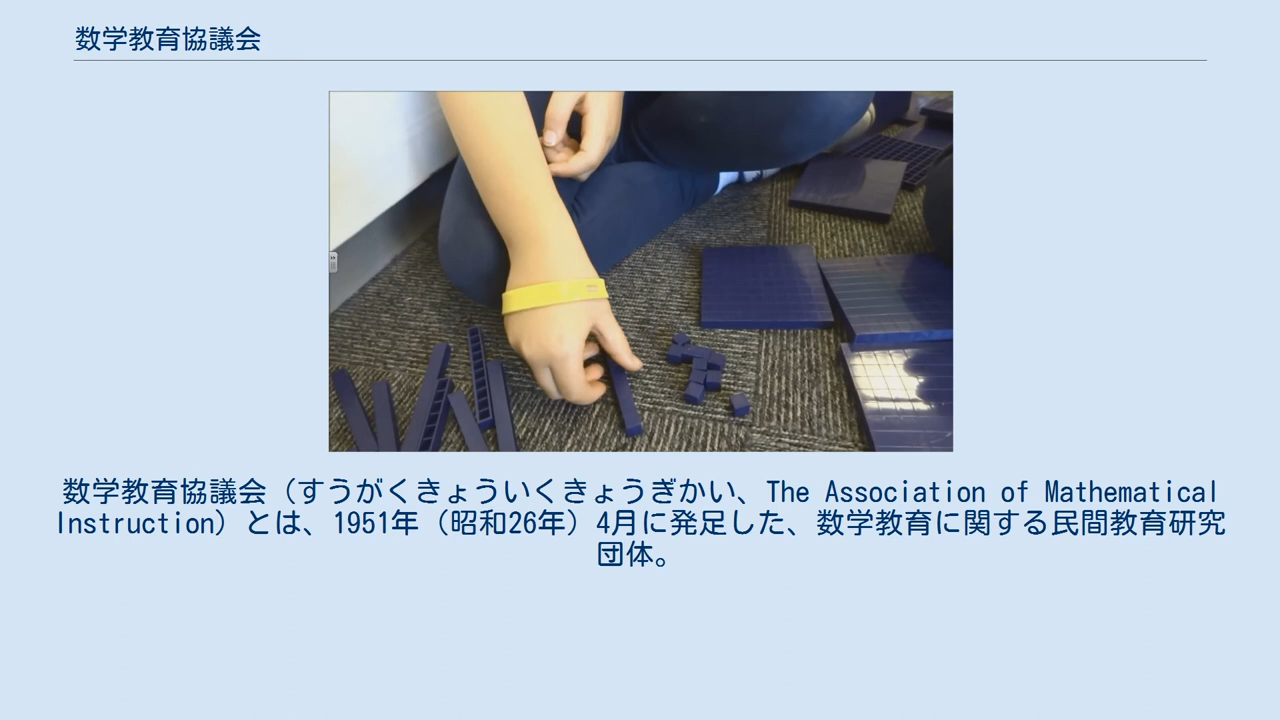 数学教育協議会
数学教育協議会（すうがくきょういくきょうぎかい、The Association of Mathematical
Instruction）とは、1951年（昭和26年）4月に発足した、数学教育に関する民間教育研究
団体。